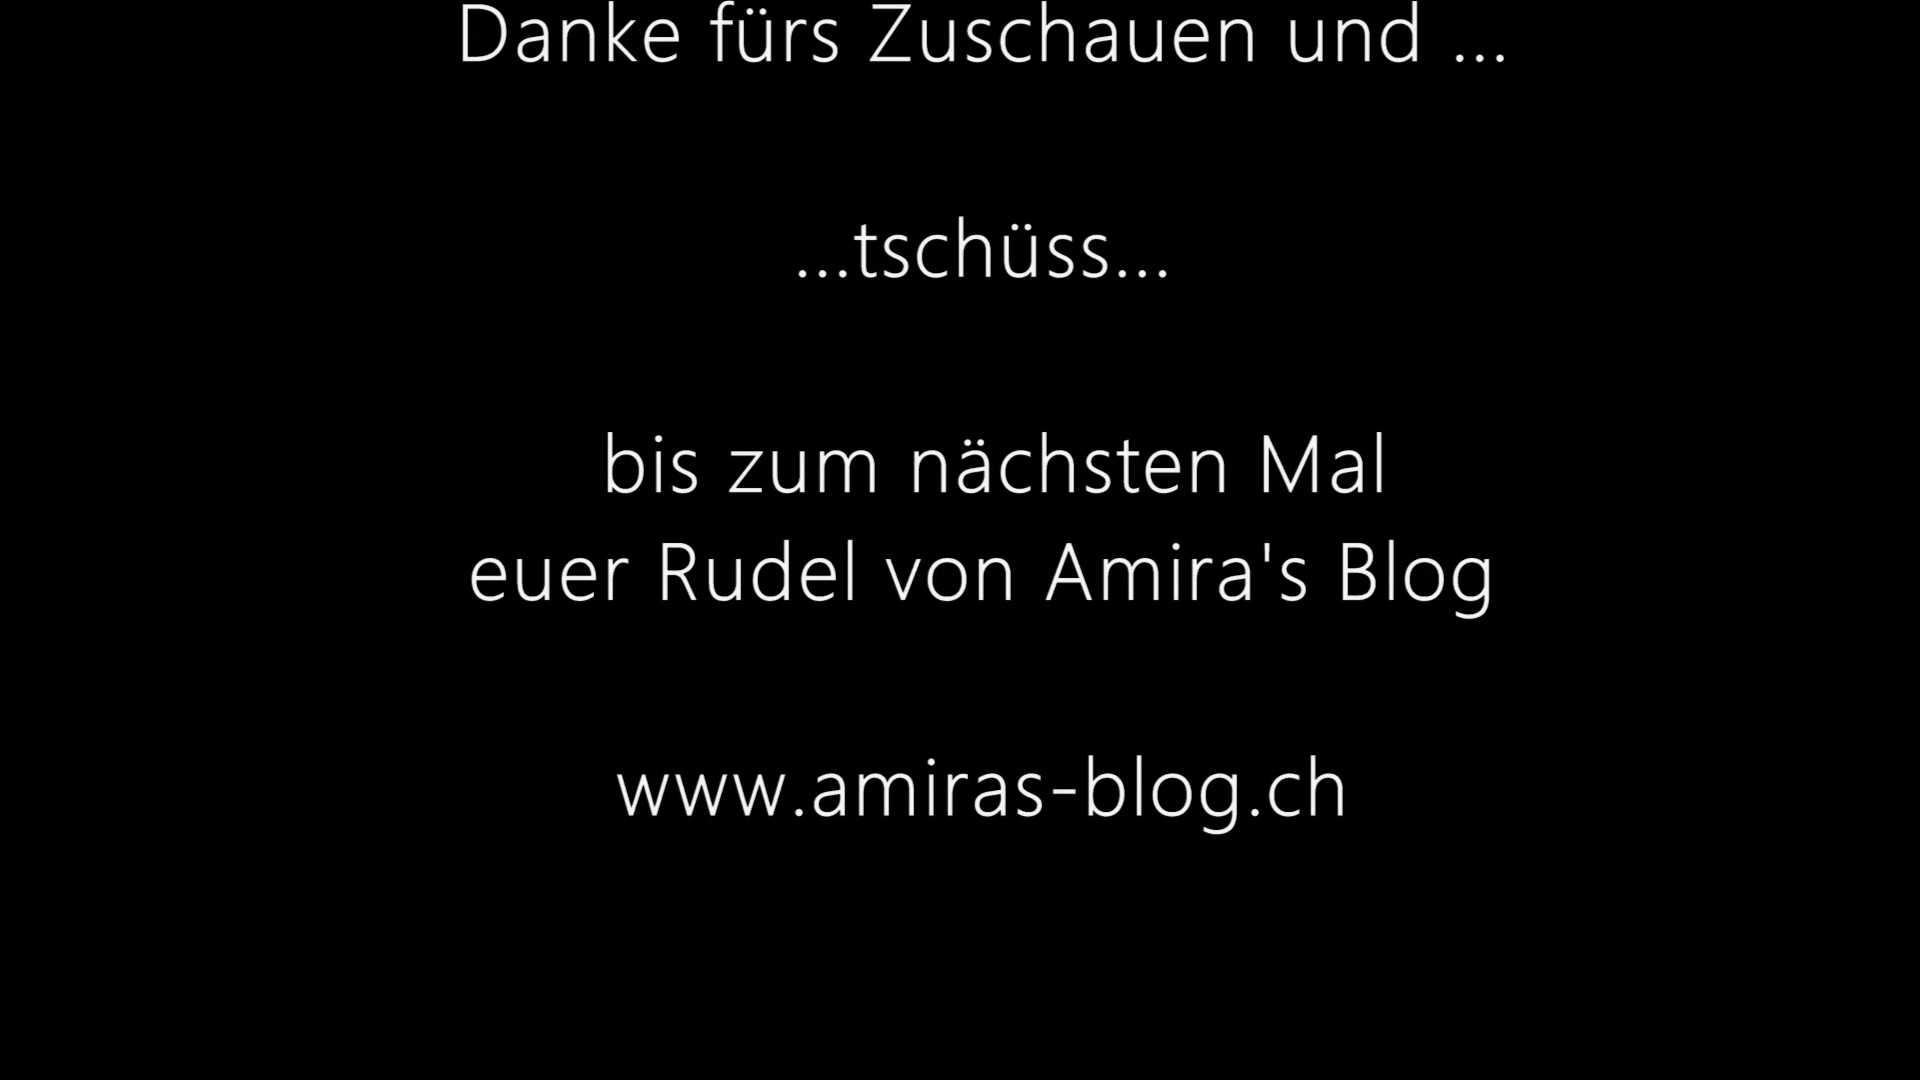 Danke fürs Zuschauen und ...
...tschüss...
bis zum nächsten Mal
euer Rudel von Amira's Blog
www.amiras-blog.ch